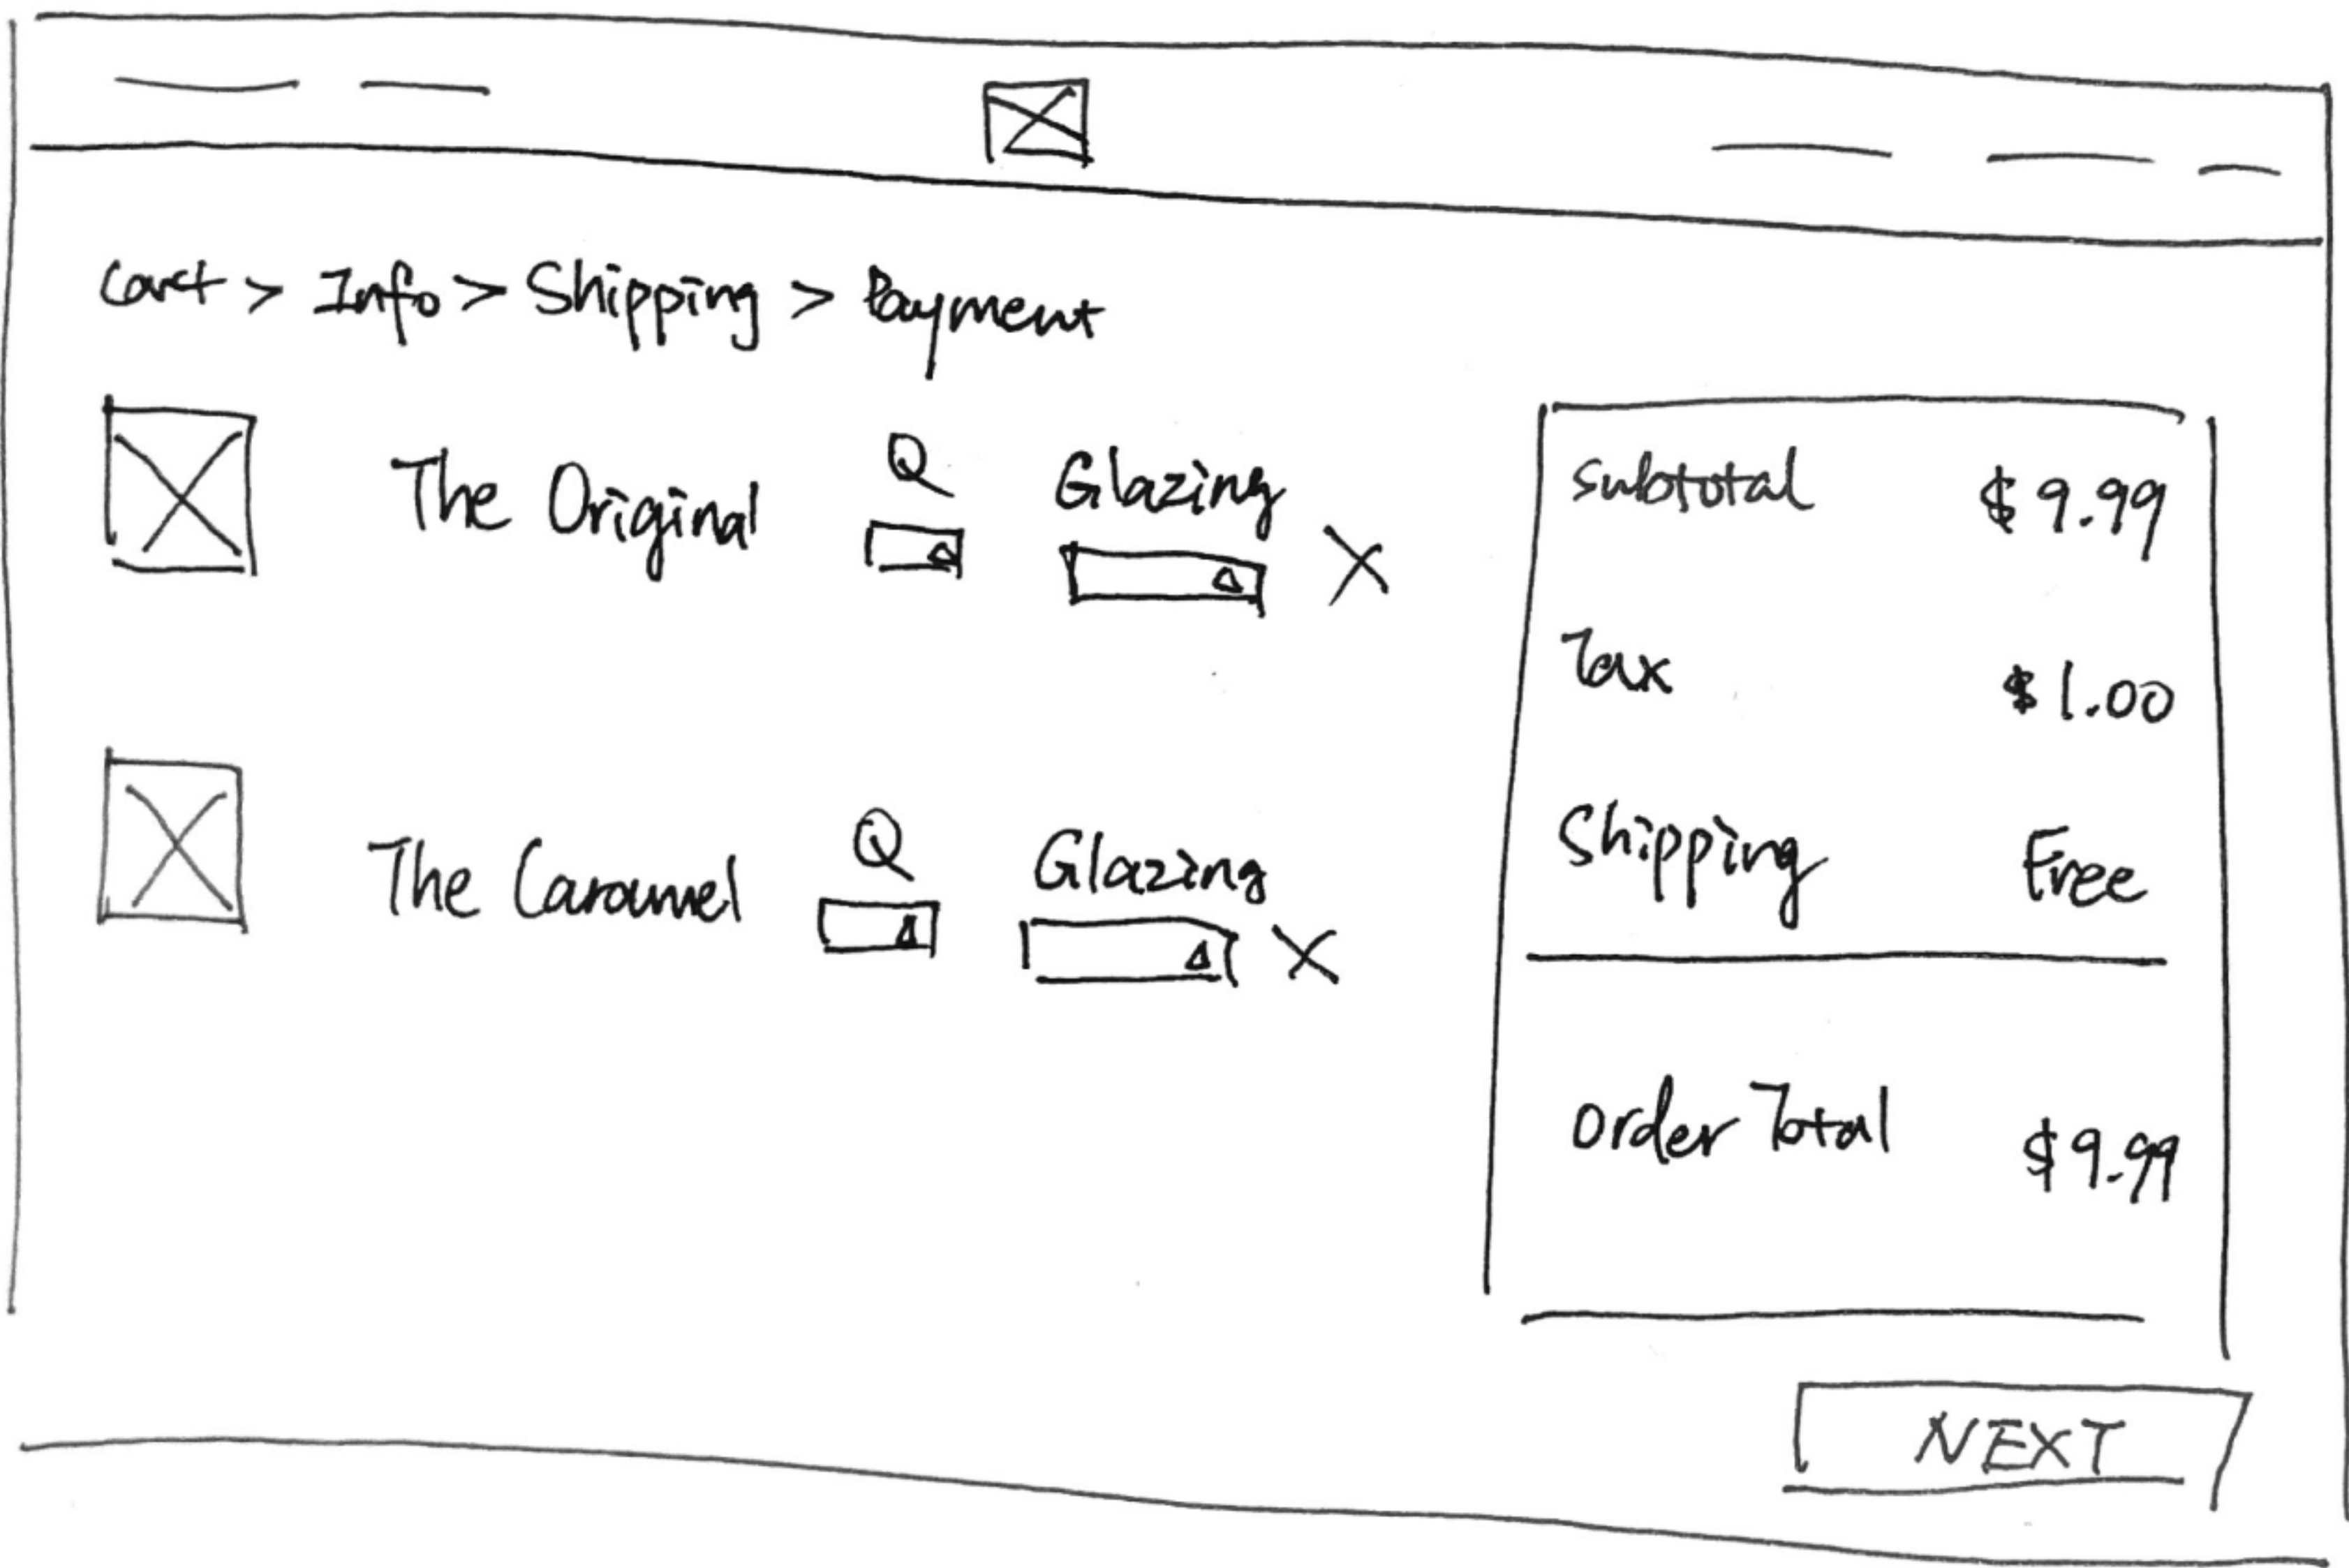 Cart > Info > Shipping > Payment
The Original Q Glazing X
The Caramel Q Glazing X
Subtotal $9.99
Tax $1.00
Shipping Free
Order Total $9.99
NEXT